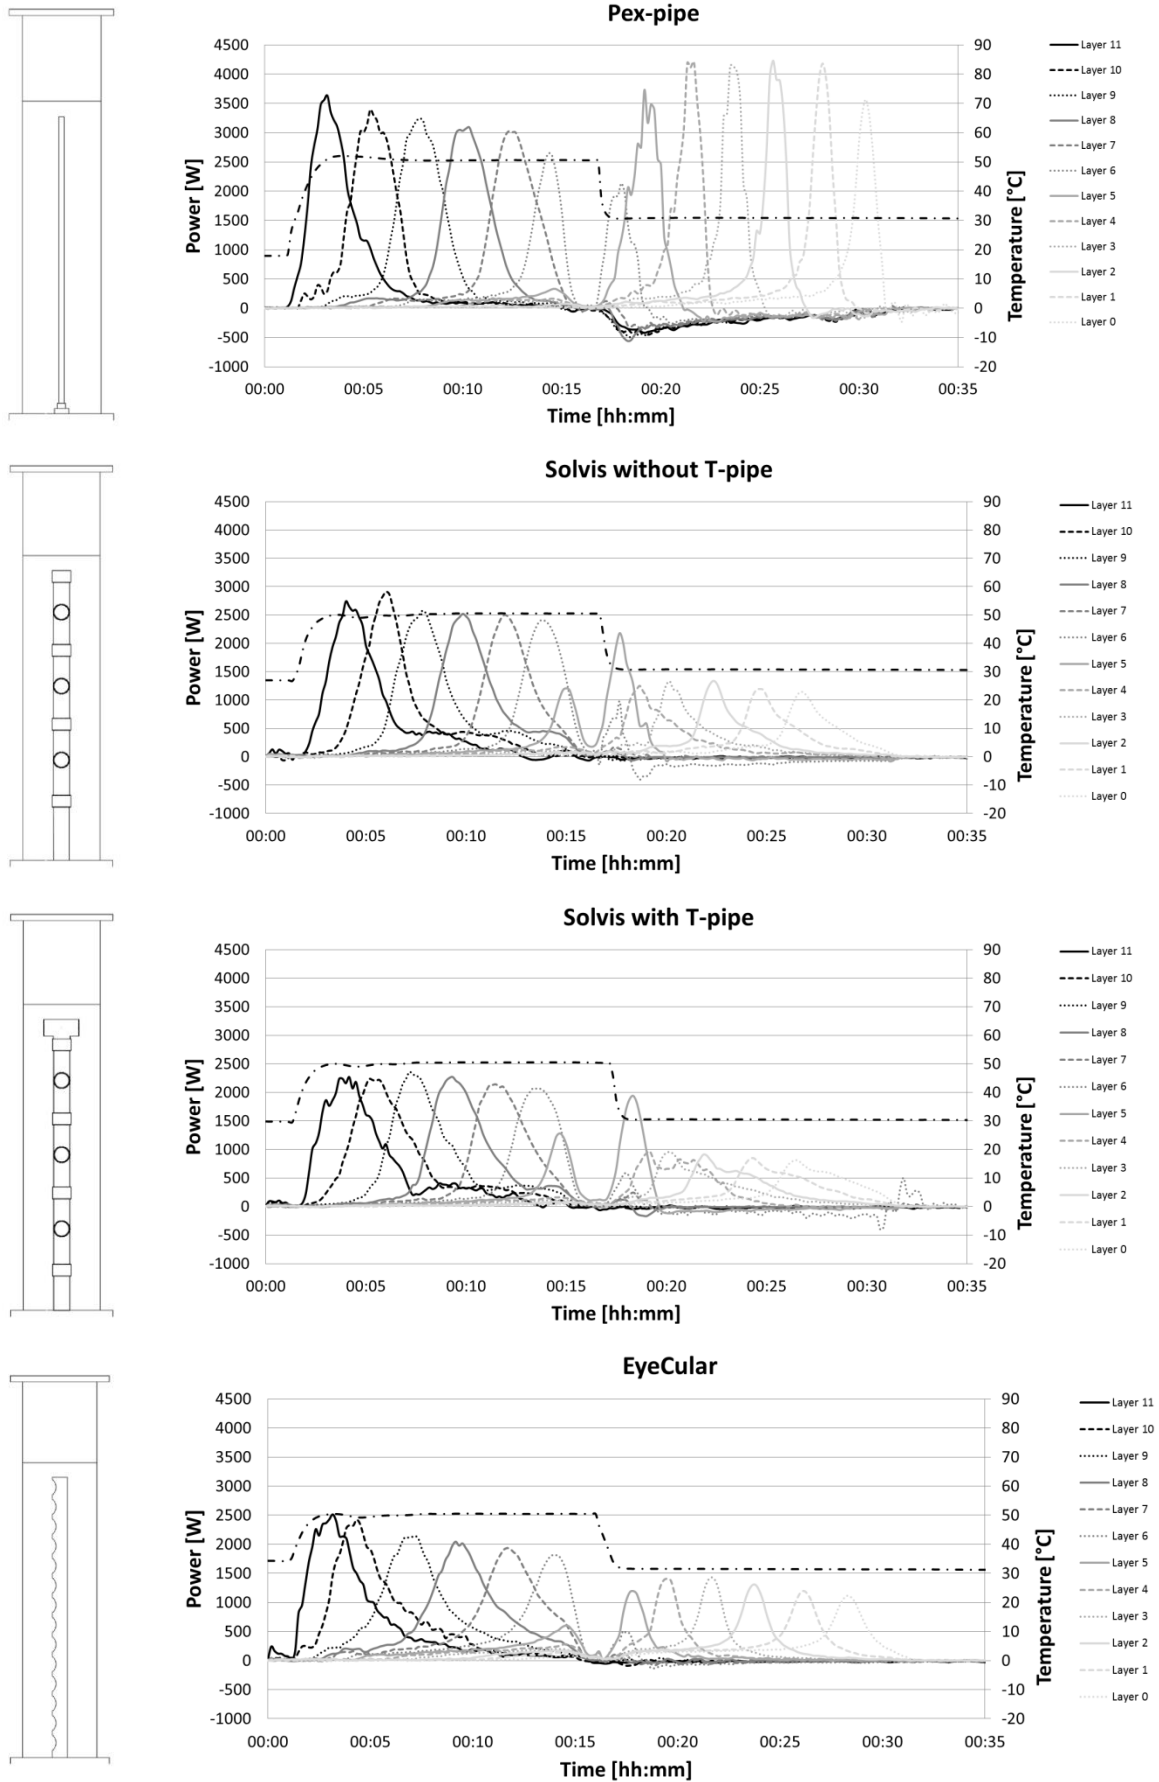 Pex-pipe
4500
4000
3500
3000
2500
2000
1500
1000
500
0
-500
-1000
Power [W]
90
80
70
60
50
40
30
20
10
0
-10
-20
Temperature [°C]
00:00 00:05 00:10 00:15 00:20 00:25 00:30 00:35
Time [hh:mm]
Layer 11
Layer 10
Layer 9
Layer 8
Layer 7
Layer 6
Layer 5
Layer 4
Layer 3
Layer 2
Layer 1
Layer 0
Solvis without T-pipe
4500
4000
3500
3000
2500
2000
1500
1000
500
0
-500
-1000
Power [W]
90
80
70
60
50
40
30
20
10
0
-10
-20
Temperature [°C]
00:00 00:05 00:10 00:15 00:20 00:25 00:30 00:35
Time [hh:mm]
Layer 11
Layer 10
Layer 9
Layer 8
Layer 7
Layer 6
Layer 5
Layer 4
Layer 3
Layer 2
Layer 1
Layer 0
Solvis with T-pipe
4500
4000
3500
3000
2500
2000
1500
1000
500
0
-500
-1000
Power [W]
90
80
70
60
50
40
30
20
10
0
-10
-20
Temperature [°C]
00:00 00:05 00:10 00:15 00:20 00:25 00:30 00:35
Time [hh:mm]
Layer 11
Layer 10
Layer 9
Layer 8
Layer 7
Layer 6
Layer 5
Layer 4
Layer 3
Layer 2
Layer 1
Layer 0
EyeCular
4500
4000
3500
3000
2500
2000
1500
1000
500
0
-500
-1000
Power [W]
90
80
70
60
50
40
30
20
10
0
-10
-20
Temperature [°C]
00:00 00:05 00:10 00:15 00:20 00:25 00:30 00:35
Time [hh:mm]
Layer 11
Layer 10
Layer 9
Layer 8
Layer 7
Layer 6
Layer 5
Layer 4
Layer 3
Layer 2
Layer 1
Layer 0